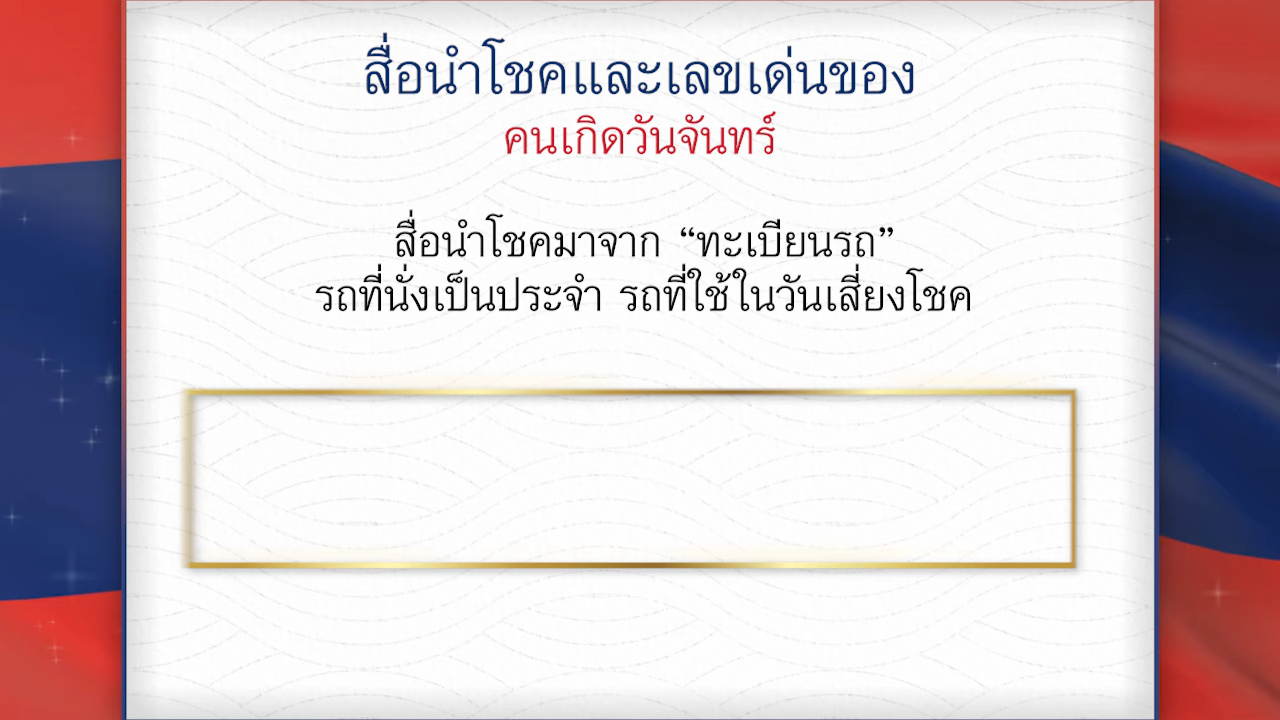 สื่อนำโชคและเลขเด่นของ
คนเกิดวันจันทร์
สื่อนำโชคมาจาก “ทะเบียนรถ”
รถที่นั่งเป็นประจำ รถที่ใช้ในวันเสี่ยงโชค